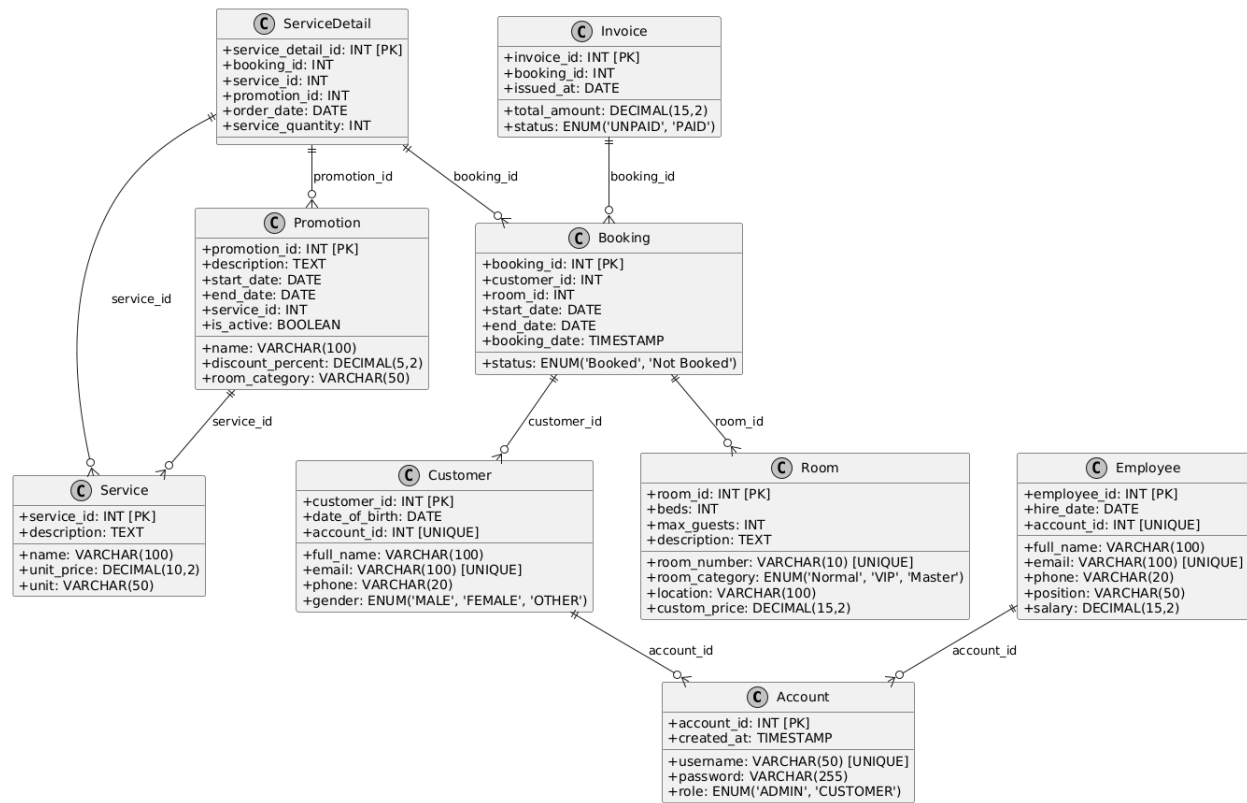 C ServiceDetail
+service_detail_id: INT [PK]
+booking_id: INT
+service_id: INT
+promotion_id: INT
+order_date: DATE
+service_quantity: INT
C Invoice
+invoice_id: INT [PK]
+booking_id: INT
+issued_at: DATE
+total_amount: DECIMAL(15,2)
+status: ENUM('UNPAID', 'PAID')
promotion_id
booking_id
booking_id
service_id
C Promotion
+promotion_id: INT [PK]
+description: TEXT
+start_date: DATE
+end_date: DATE
+service_id: INT
+is_active: BOOLEAN
+name: VARCHAR(100)
+discount_percent: DECIMAL(5,2)
+room_category: VARCHAR(50)
C Booking
+booking_id: INT [PK]
+customer_id: INT
+room_id: INT
+start_date: DATE
+end_date: DATE
+booking_date: TIMESTAMP
+status: ENUM('Booked', 'Not Booked')
service_id
customer_id
room_id
C Service
+service_id: INT [PK]
+description: TEXT
+name: VARCHAR(100)
+unit_price: DECIMAL(10,2)
+unit: VARCHAR(50)
C Customer
+customer_id: INT [PK]
+date_of_birth: DATE
+account_id: INT [UNIQUE]
+full_name: VARCHAR(100)
+email: VARCHAR(100) [UNIQUE]
+phone: VARCHAR(20)
+gender: ENUM('MALE', 'FEMALE', 'OTHER')
C Room
+room_id: INT [PK]
+beds: INT
+max_guests: INT
+description: TEXT
+room_number: VARCHAR(10) [UNIQUE]
+room_category: ENUM('Normal', 'VIP', 'Master')
+location: VARCHAR(100)
+custom_price: DECIMAL(15,2)
C Employee
+employee_id: INT [PK]
+hire_date: DATE
+account_id: INT [UNIQUE]
+full_name: VARCHAR(100)
+email: VARCHAR(100) [UNIQUE]
+phone: VARCHAR(20)
+position: VARCHAR(50)
+salary: DECIMAL(15,2)
account_id
account_id
C Account
+account_id: INT [PK]
+created_at: TIMESTAMP
+username: VARCHAR(50) [UNIQUE]
+password: VARCHAR(255)
+role: ENUM('ADMIN', 'CUSTOMER')